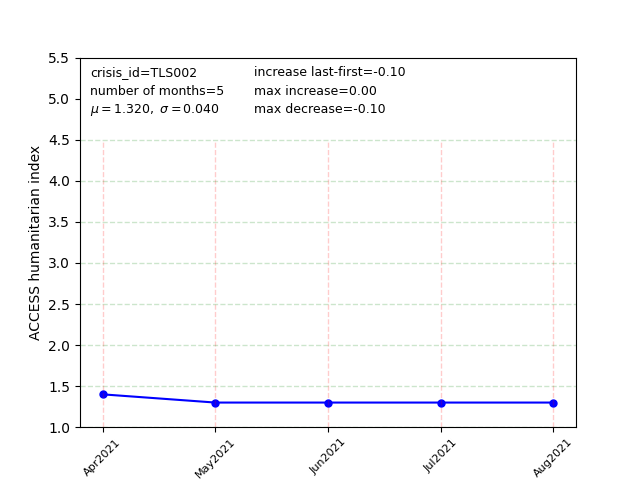 crisis_id=TLS002
number of months=5
μ = 1.320, σ = 0.040
increase last-first=-0.10
max increase=0.00
max decrease=-0.10
ACCESS humanitarian index
5.5
5.0
4.5
4.0
3.5
3.0
2.5
2.0
1.5
1.0
Apr2021
May2021
Jun2021
Jul2021
Aug2021